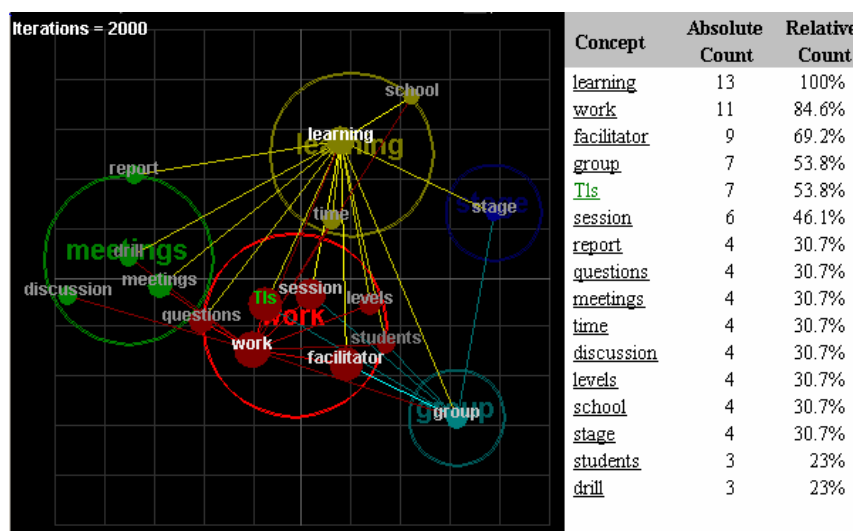 Iterations = 2000
school
learning
learning
report
stage
stage
time
meetings
drill
meetings
discussion
session
Tls
levels
questions
work
work
students
facilitator
group
group
Concept Absolute Count Relative Count
learning 13 100%
work 11 84.6%
facilitator 9 69.2%
group 7 53.8%
Tls 7 53.8%
session 6 46.1%
report 4 30.7%
questions 4 30.7%
meetings 4 30.7%
time 4 30.7%
discussion 4 30.7%
levels 4 30.7%
school 4 30.7%
stage 4 30.7%
students 3 23%
drill 3 23%